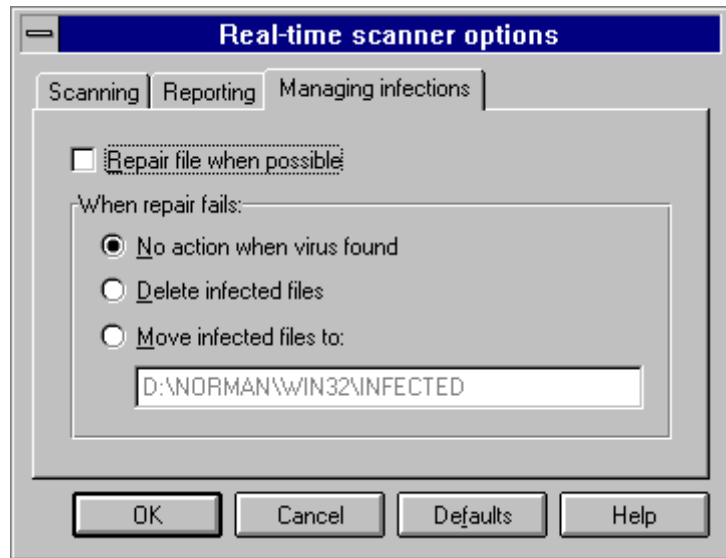 Real-time scanner options
Scanning Reporting Managing infections
Repair file when possible
When repair fails:
No action when virus found
Delete infected files
Move infected files to:
D:\NORMAN\WIN32\INFECTED
OK Cancel Defaults Help